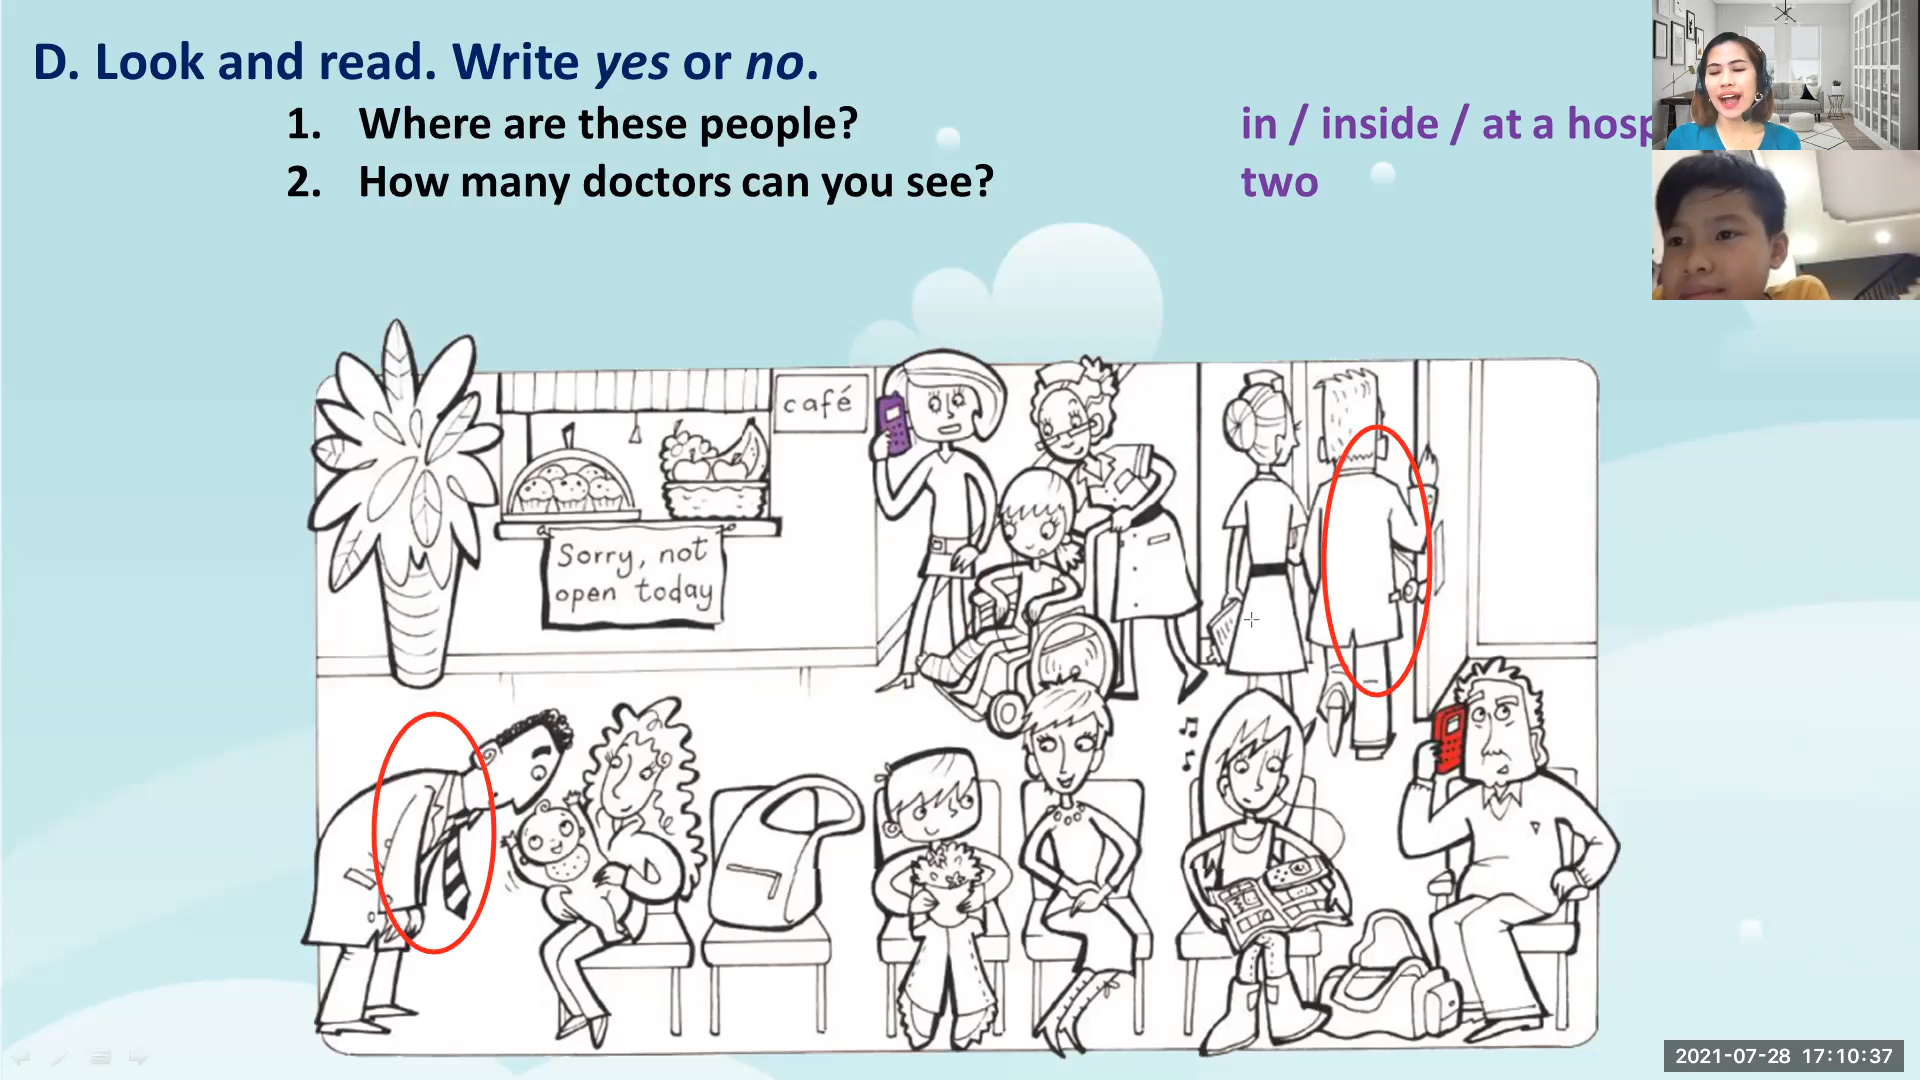 D. Look and read. Write yes or no.
1. Where are these people? in / inside / at a hosp
2. How many doctors can you see? two
café
Sorry, not
open today
2021-07-28 17:10:37